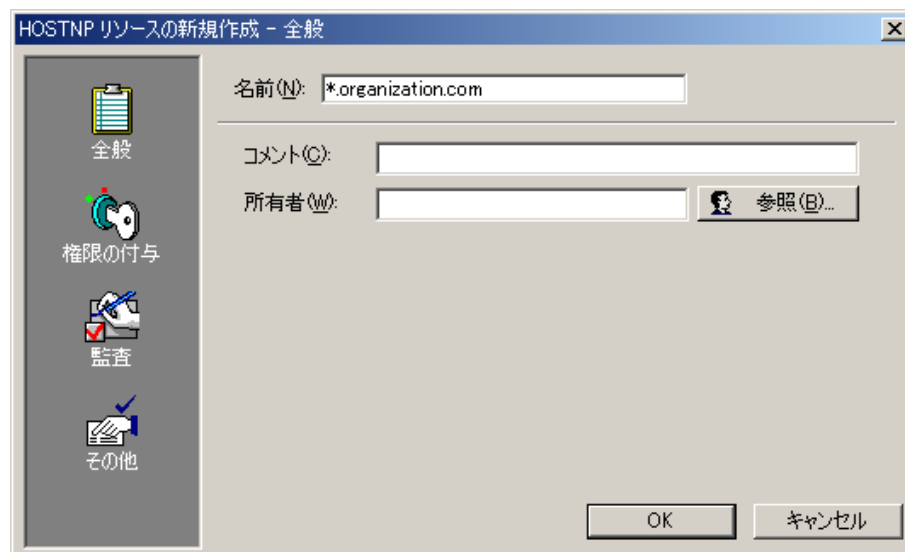 HOSTNP リソースの新規作成 - 全般
全般
権限の付与
監査
その他
名前(N): *.organization.com
コメント(C):
所有者(W): 参照(B)...
OK キャンセル